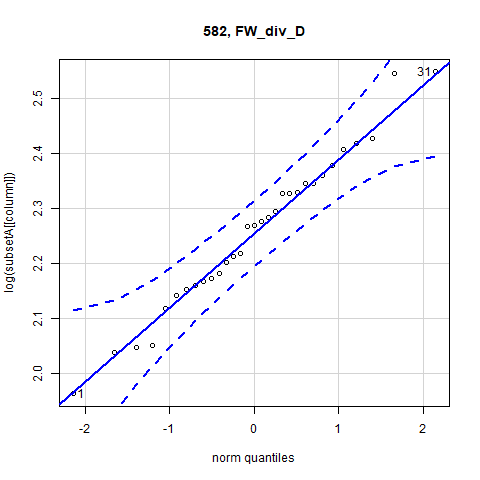 582, FW_div_D
log(subsetA[[column]])
2.5
2.4
2.3
2.2
2.1
2.0
31
1
-2 -1 0 1 2
norm quantiles